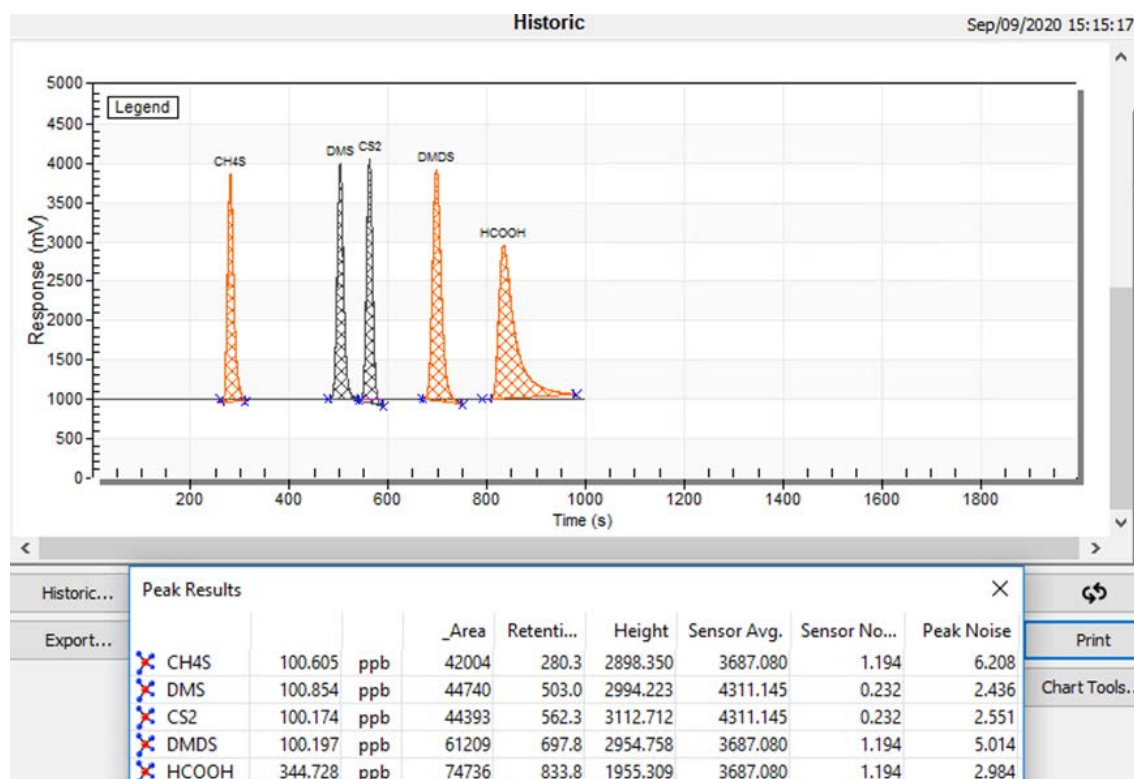 Historic
Sep/09/2020 15:15:17
5000
Legend
4500
4000
3500
3000
2500
2000
1500
1000
500
0
Response (mV)
CH4S
DMS
CS2
DMDS
HCOOH
200 400 600 800 1000 1200 1400 1600 1800
Time (s)
Historic...
Export...
Peak Results
_Area Retenti... Height Sensor Avg. Sensor No... Peak Noise
CH4S 100.605 ppb 42004 280.3 2898.350 3687.080 1.194 6.208
DMS 100.854 ppb 44740 503.0 2994.223 4311.145 0.232 2.436
CS2 100.174 ppb 44393 562.3 3112.712 4311.145 0.232 2.551
DMDS 100.197 ppb 61209 697.8 2954.758 3687.080 1.194 5.014
HCOOH 344.728 ppb 74736 833.8 1955.309 3687.080 1.194 2.984
Print
Chart Tools..